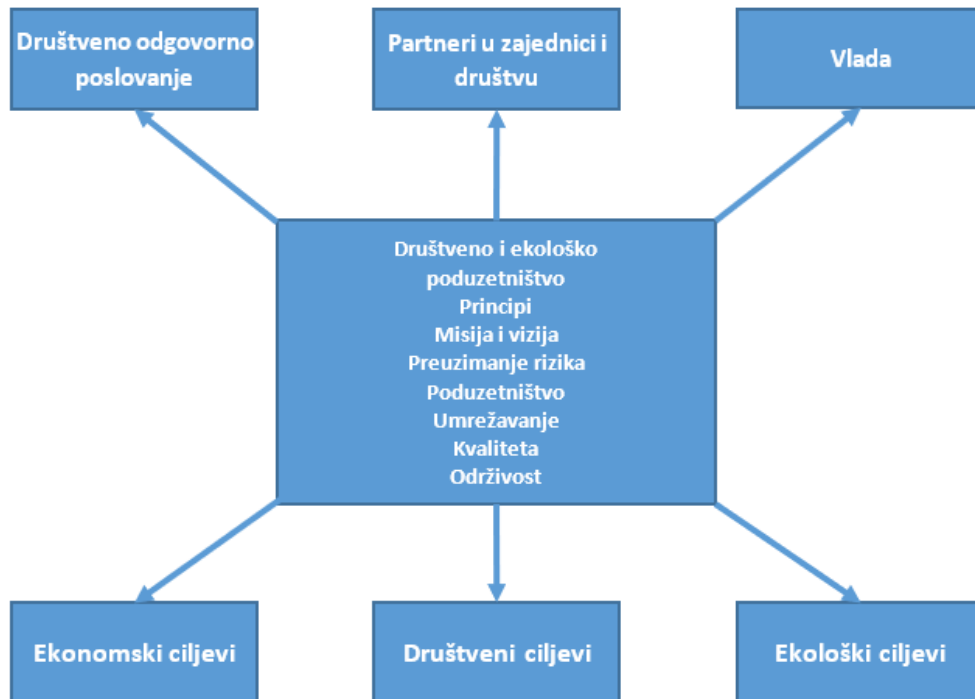 Društveno odgovorno
poslovanje
Partneri u zajednici i
društvu
Vlada
Društveno i ekološko
poduzetništvo
Principi
Misija i vizija
Preuzimanje rizika
Poduzetništvo
Umrežavanje
Kvaliteta
Održivost
Ekonomski ciljevi
Društveni ciljevi
Ekološki ciljevi